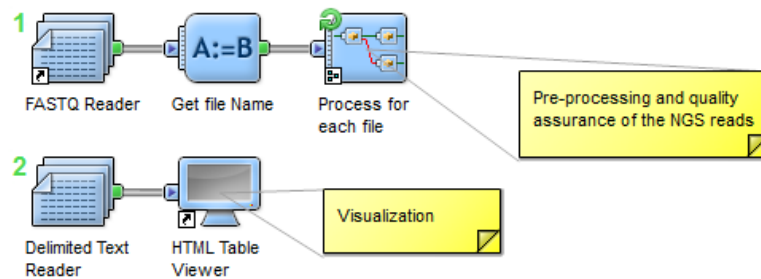 1
A:=B
FASTQ Reader
Get file Name
Process for
each file
Pre-processing and quality
assurance of the NGS reads
2
Delimited Text
Reader
HTML Table
Viewer
Visualization